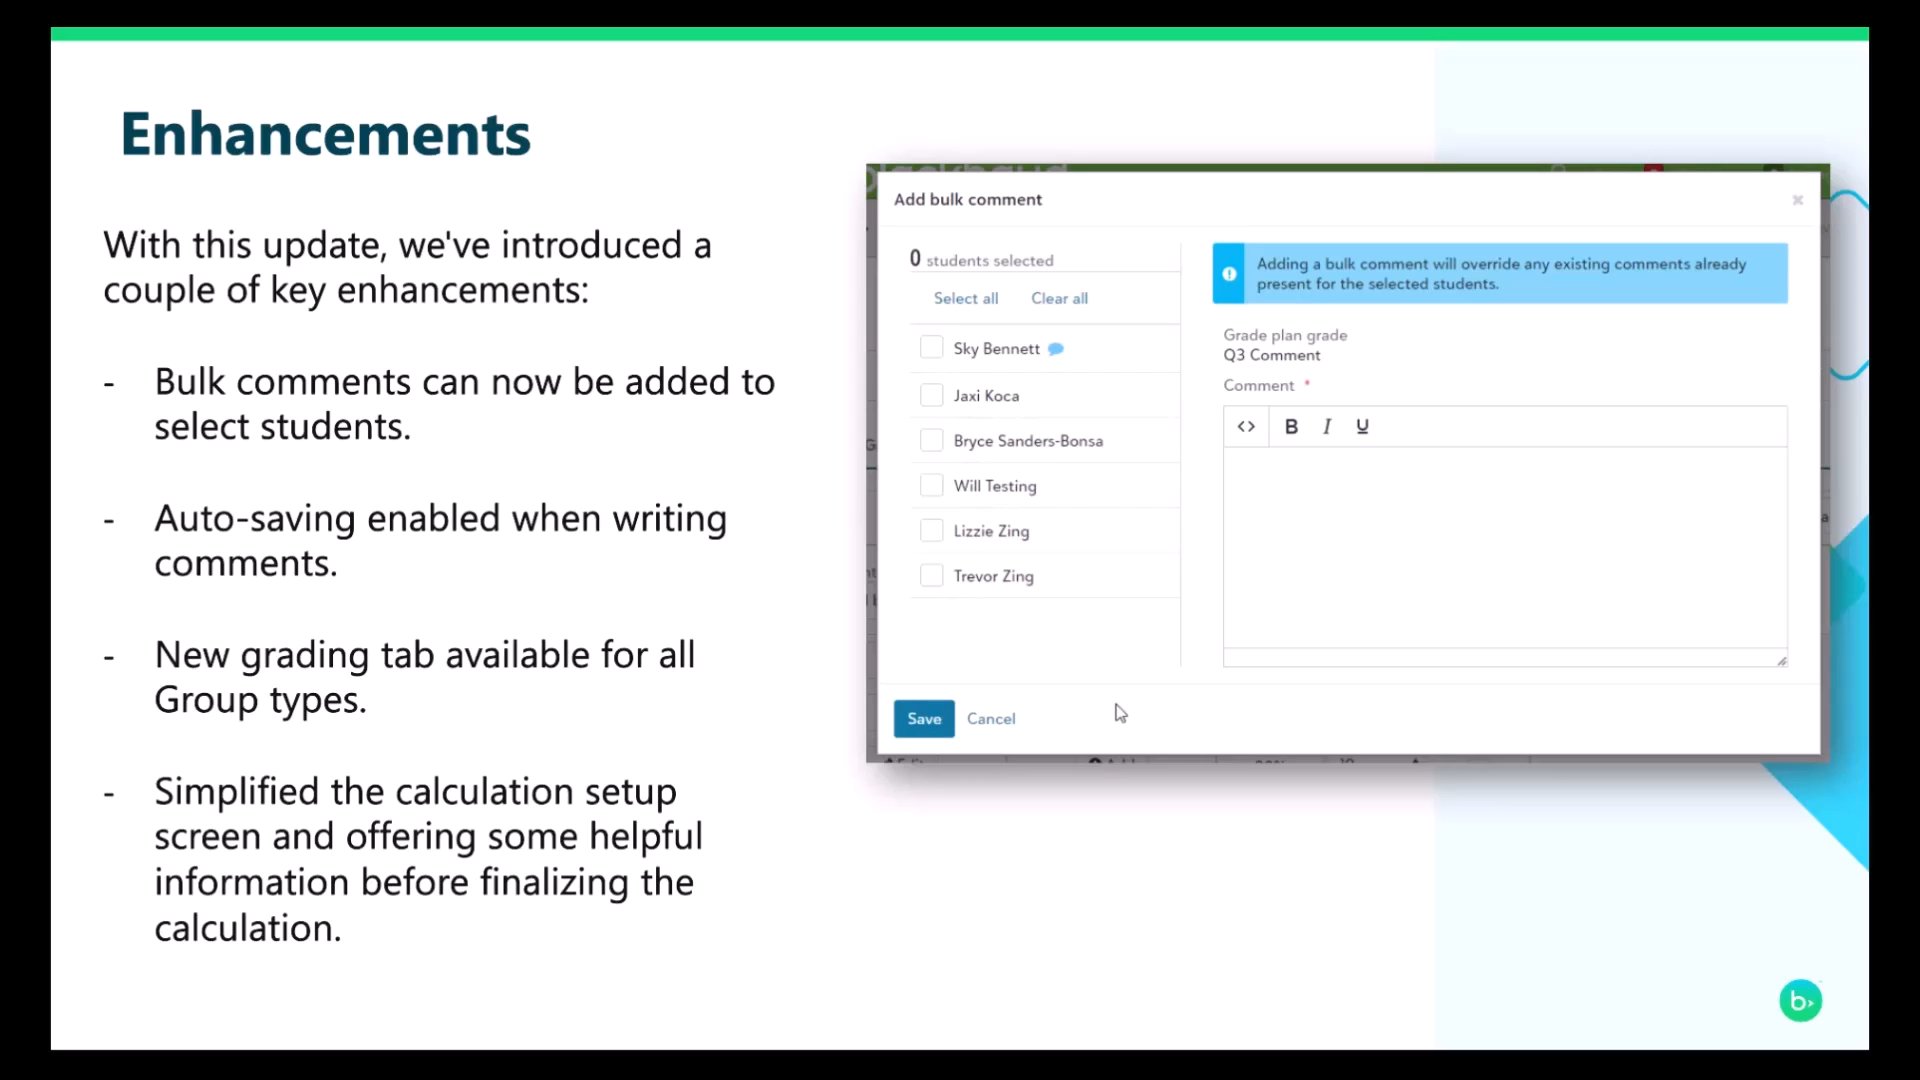 Enhancements
With this update, we've introduced a
couple of key enhancements:
- Bulk comments can now be added to
select students.
- Auto-saving enabled when writing
comments.
- New grading tab available for all
Group types.
- Simplified the calculation setup
screen and offering some helpful
information before finalizing the
calculation.
Add bulk comment
0 students selected
Select all Clear all
Sky Bennett
Jaxi Koca
Bryce Sanders-Bonsa
Will Testing
Lizzie Zing
Trevor Zing
Adding a bulk comment will override any existing comments already
present for the selected students.
Grade plan grade
Q3 Comment
Comment *
<> B I U
Save Cancel
b